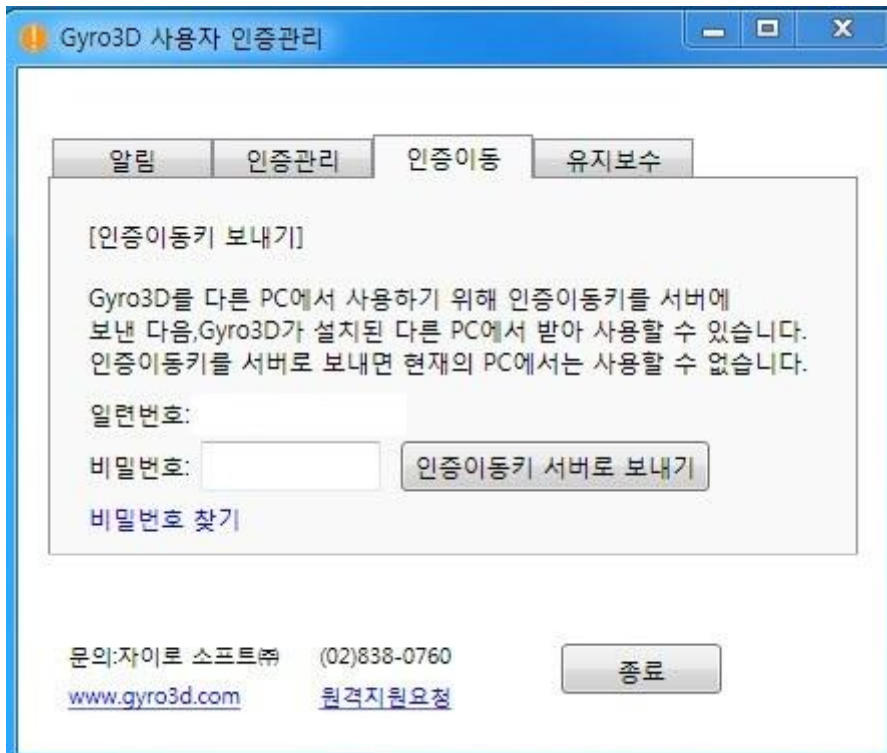 Gyro3D 사용자 인증관리
알림 인증관리 인증이동 유지보수
[인증이동키 보내기]
Gyro3D를 다른 PC에서 사용하기 위해 인증이동키를 서버에
보낸 다음,Gyro3D가 설치된 다른 PC에서 받아 사용할 수 있습니다.
인증이동키를 서버로 보내면 현재의 PC에서는 사용할 수 없습니다.
일련번호:
비밀번호: 인증이동키 서버로 보내기
비밀번호 찾기
문의:자이로 소프트㈜ (02)838-0760 종료
www.gyro3d.com 원격지원요청